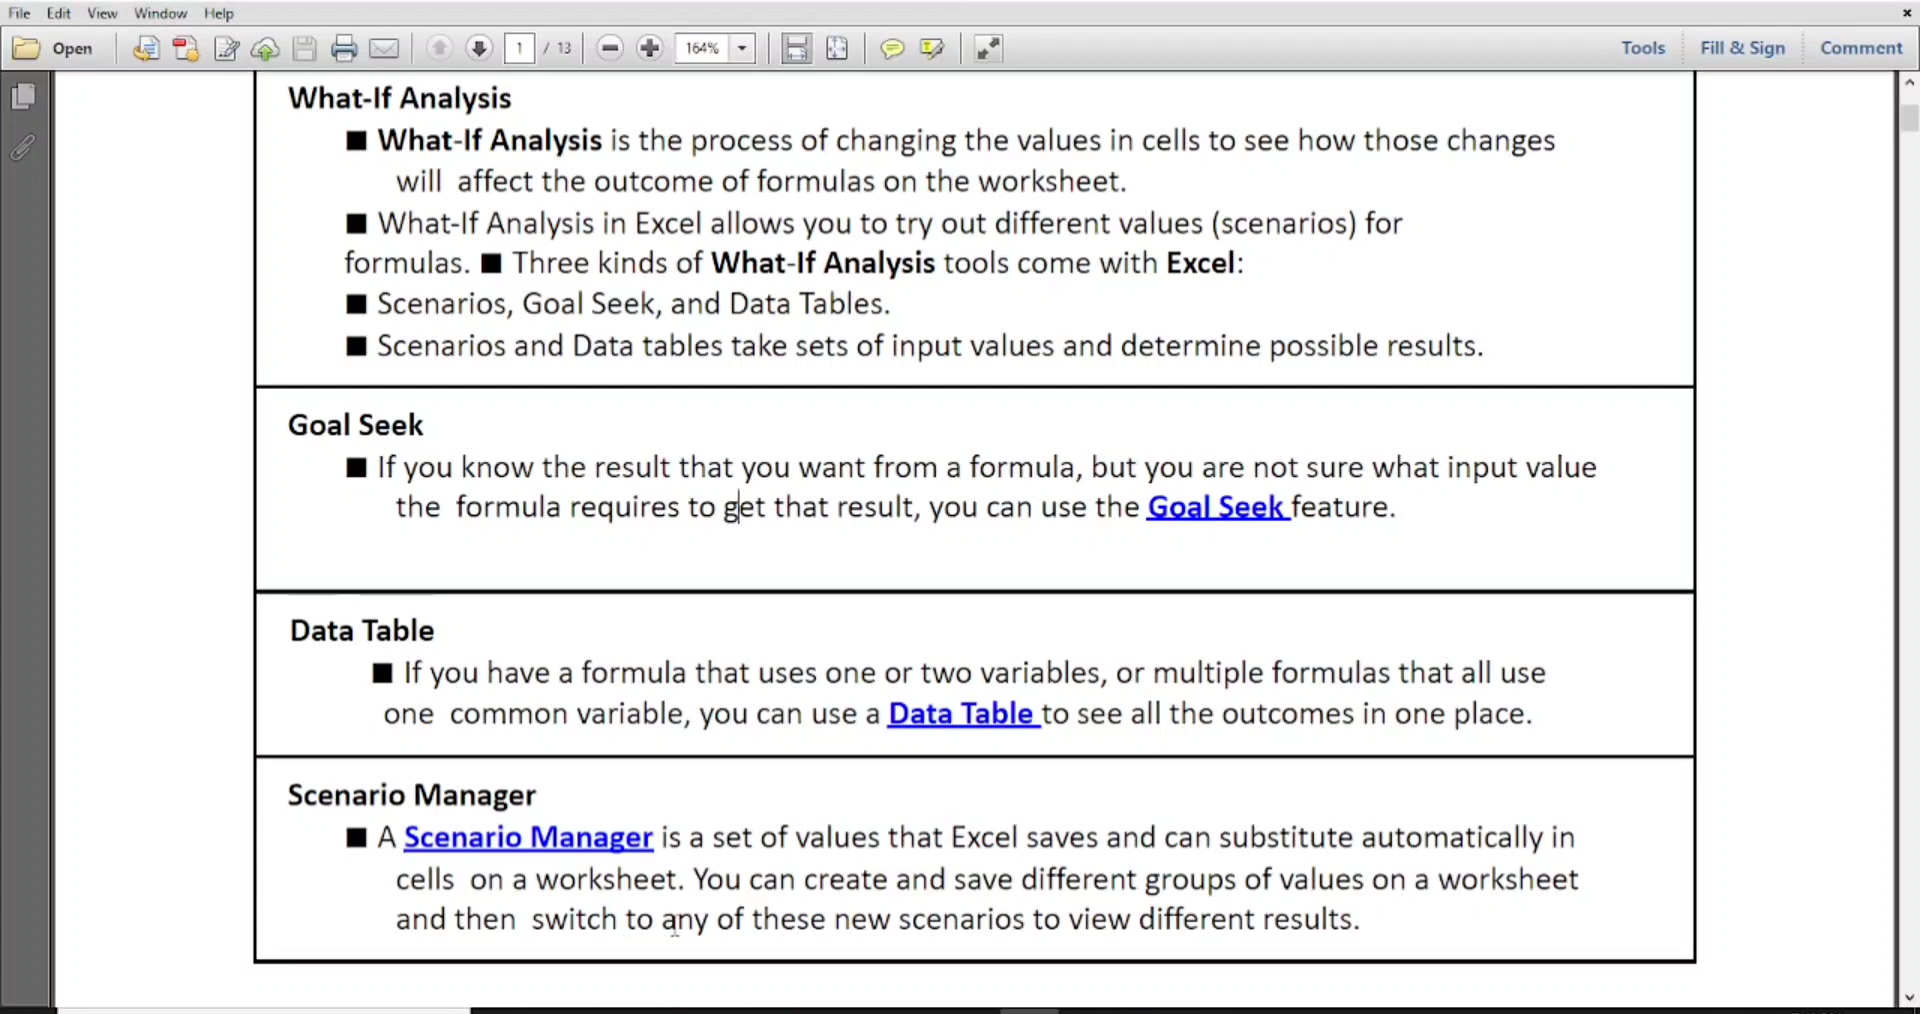 File Edit View Window Help
Open 1 / 13 164% Tools Fill & Sign Comment
What-If Analysis
■ What-If Analysis is the process of changing the values in cells to see how those changes
will affect the outcome of formulas on the worksheet.
■ What-If Analysis in Excel allows you to try out different values (scenarios) for
formulas. ■ Three kinds of What-If Analysis tools come with Excel:
■ Scenarios, Goal Seek, and Data Tables.
■ Scenarios and Data tables take sets of input values and determine possible results.
Goal Seek
■ If you know the result that you want from a formula, but you are not sure what input value
the formula requires to get that result, you can use the Goal Seek feature.
Data Table
■ If you have a formula that uses one or two variables, or multiple formulas that all use
one common variable, you can use a Data Table to see all the outcomes in one place.
Scenario Manager
■ A Scenario Manager is a set of values that Excel saves and can substitute automatically in
cells on a worksheet. You can create and save different groups of values on a worksheet
and then switch to any of these new scenarios to view different results.